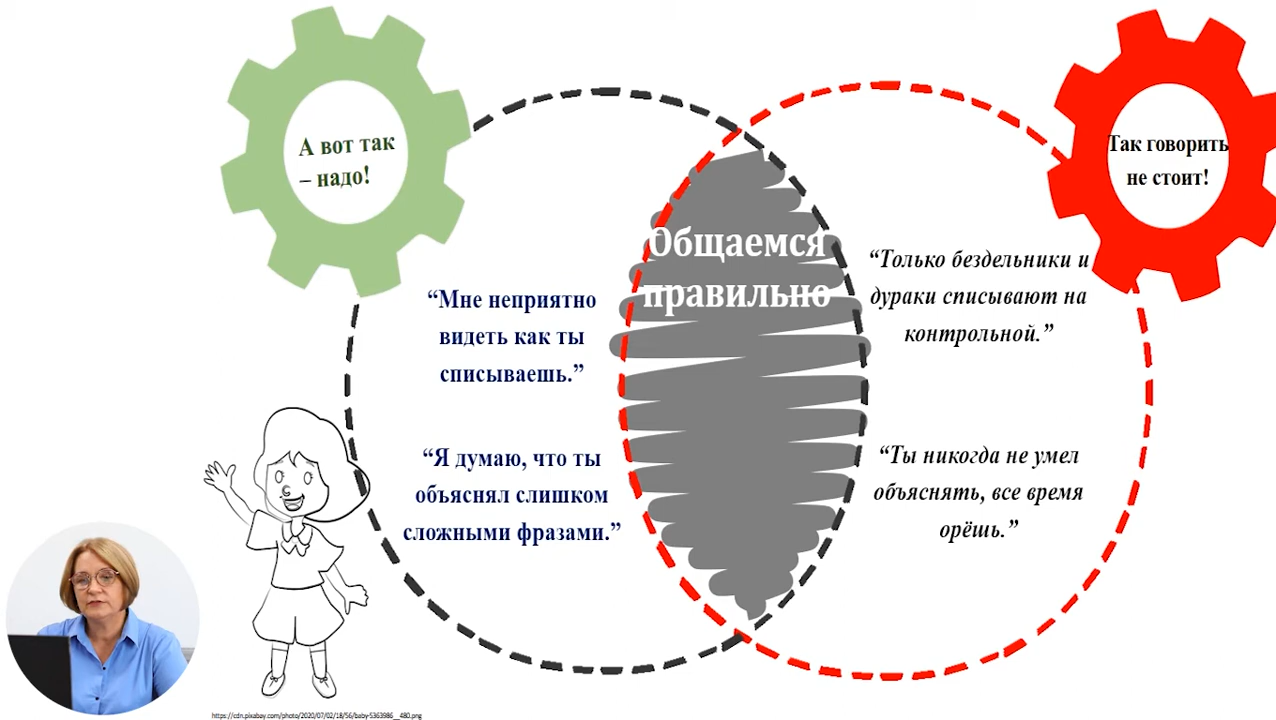 А вот так
– надо!
Так говорить
не стоит!
Общаемся
правильно
“Мне неприятно
видеть как ты
списываешь.”
“Я думаю, что ты
объяснял слишком
сложными фразами.”
“Только бездельники и
дураки списывают на
контрольной.”
“Ты никогда не умел
объяснять, все время
орёшь.”
https://cdn.pixabay.com/photo/2020/07/02/18/56/baby-5363986__480.png